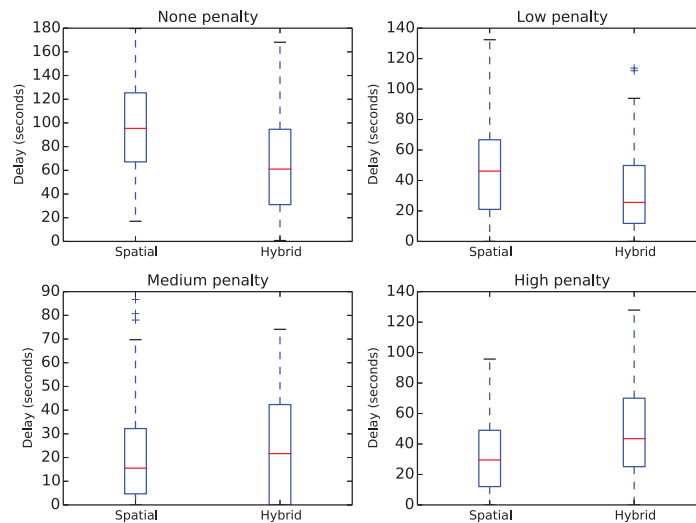 None penalty
Delay (seconds)
180
160
140
120
100
80
60
40
20
0
Spatial
Hybrid
Low penalty
Delay (seconds)
140
120
100
80
60
40
20
0
Spatial
Hybrid
Medium penalty
Delay (seconds)
90
80
70
60
50
40
30
20
10
0
Spatial
Hybrid
High penalty
Delay (seconds)
140
120
100
80
60
40
20
0
Spatial
Hybrid